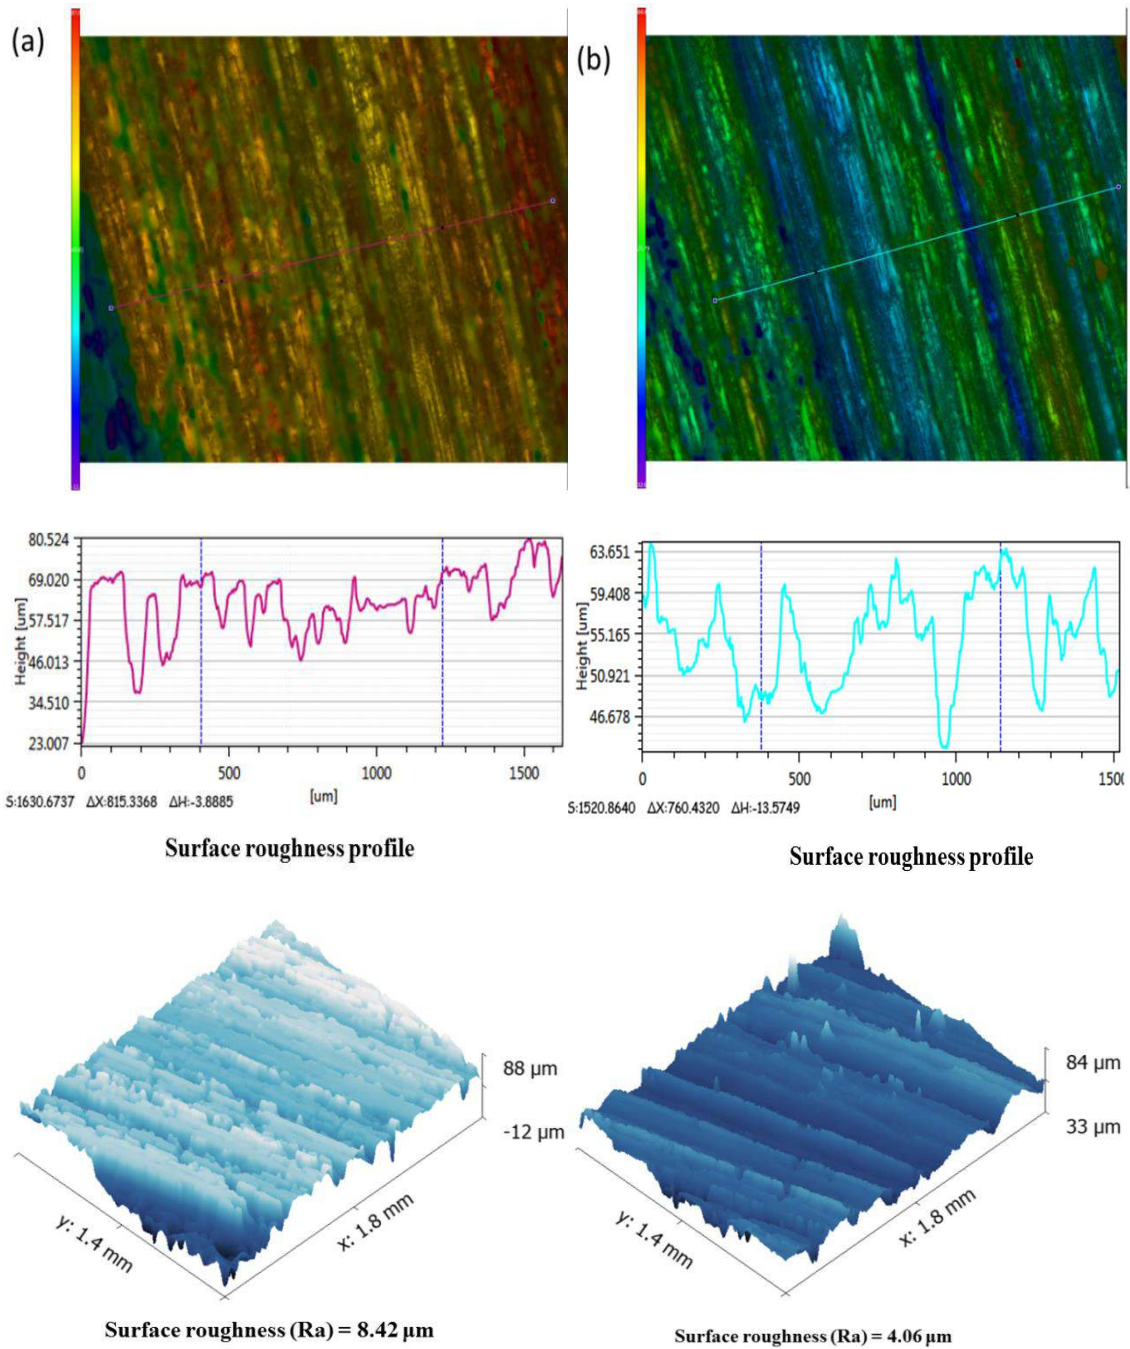 (a)
(b)
80.524
69.020
57.517
46.013
34.510
23.007
Height [um]
0
500
1000
1500
[um]
S:1630.6737 ΔX:815.3368 ΔH:-3.8885
Surface roughness profile
63.651
59.408
55.165
50.921
46.678
Height [um]
0
500
1000
150
[um]
S:1520.8640 ΔX:760.4320 ΔH:-13.5749
Surface roughness profile
88 µm
-12 µm
y: 1.4 mm
x: 1.8 mm
Surface roughness (Ra) = 8.42 µm
84 µm
33 µm
y: 1.4 mm
x: 1.8 mm
Surface roughness (Ra) = 4.06 µm